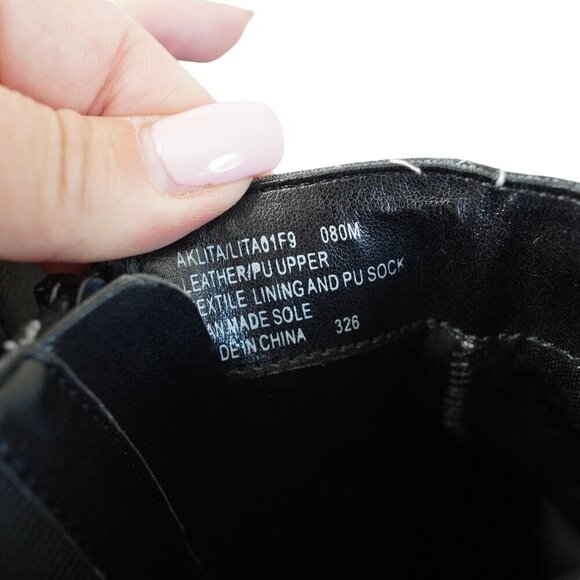 AKLITA/LITA01F9 080M
LEATHER/PU UPPER
EXTILE LINING AND PU SOCK
AN MADE SOLE
DE IN CHINA 326